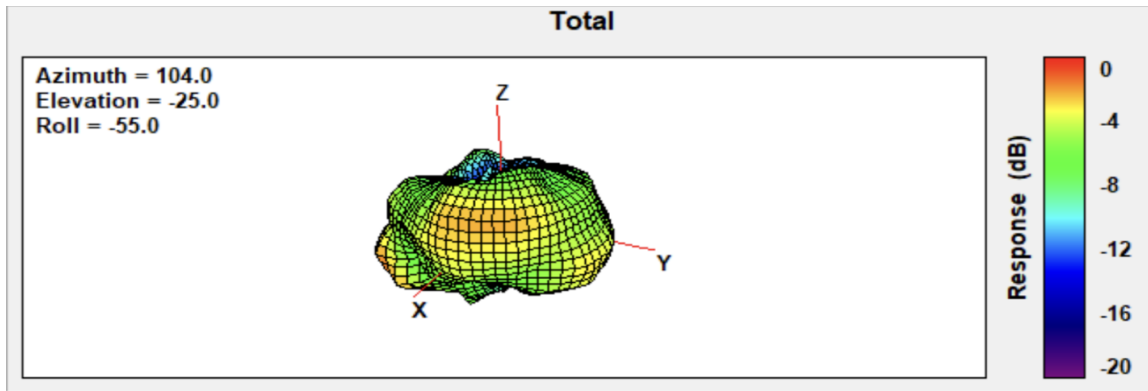 Total
Azimuth = 104.0
Elevation = -25.0
Roll = -55.0
Z
Y
X
Response (dB)
0
-4
-8
-12
-16
-20